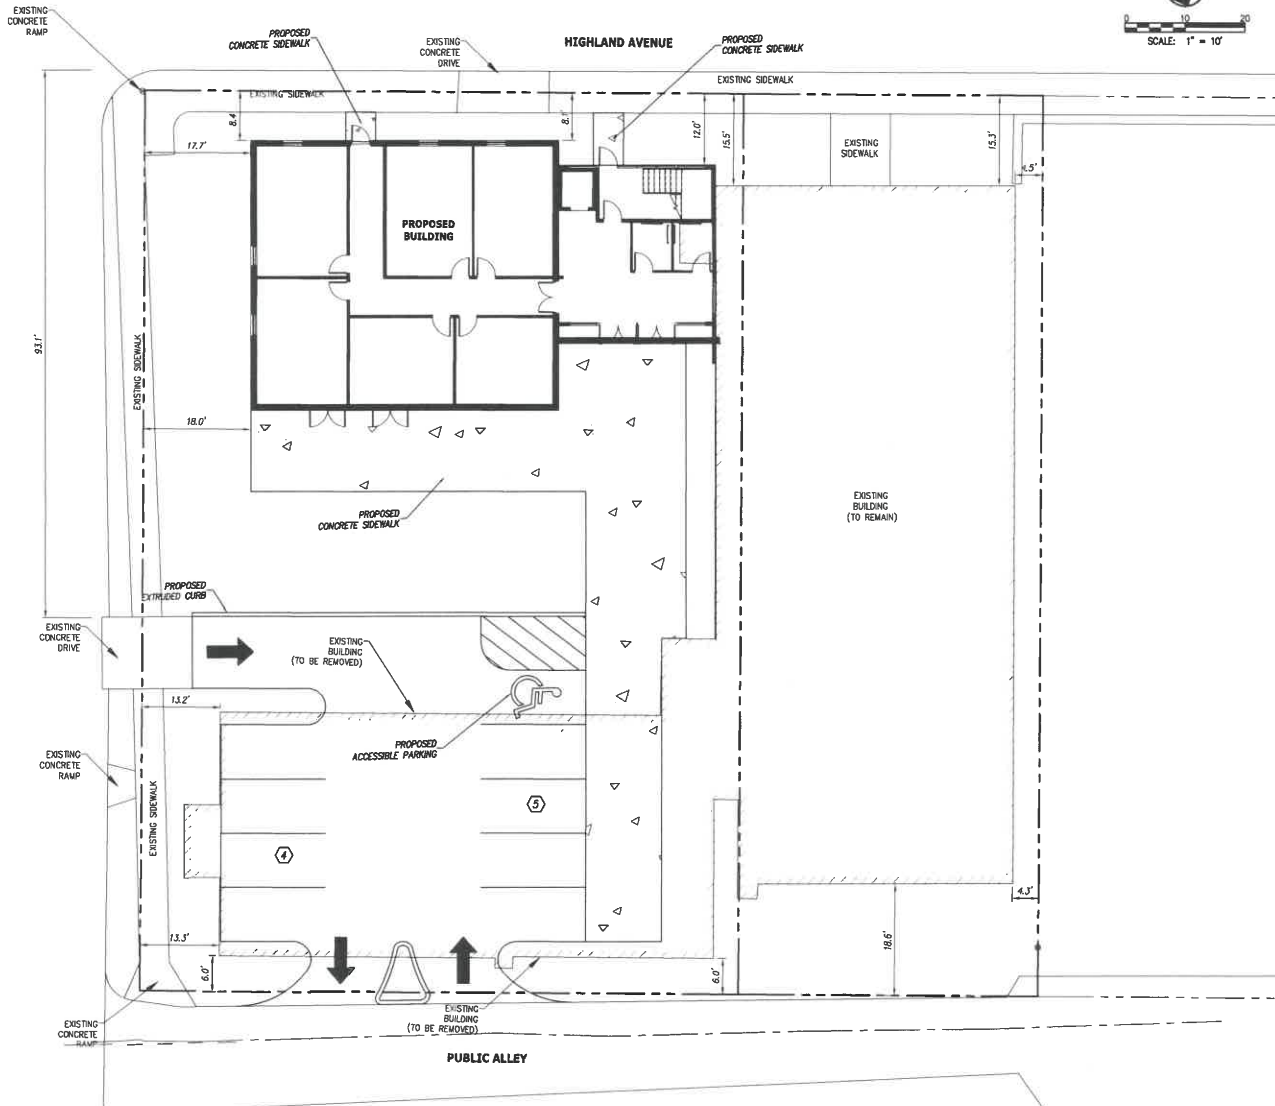 EXISTING
CONCRETE
RAMP
PROPOSED
CONCRETE SIDEWALK
EXISTING
CONCRETE
DRIVE
HIGHLAND AVENUE
PROPOSED
CONCRETE SIDEWALK
0 10 20
SCALE: 1" = 10'
EXISTING SIDEWALK
EXISTING SIDEWALK
8.4'
8.1'
12.0'
15.5'
15.3'
EXISTING
SIDEWALK
4.5'
17.7'
PROPOSED
BUILDING
93.1'
EXISTING SIDEWALK
18.0'
PROPOSED
CONCRETE SIDEWALK
EXISTING
BUILDING
(TO REMAIN)
PROPOSED
EXTRUDED CURB
EXISTING
CONCRETE
DRIVE
EXISTING
BUILDING
(TO BE REMOVED)
13.2'
PROPOSED
ACCESSIBLE PARKING
EXISTING
CONCRETE
RAMP
EXISTING SIDEWALK
5
4
4.3'
18.6'
13.3'
6.0'
6.0'
EXISTING
BUILDING
(TO BE REMOVED)
EXISTING
CONCRETE
RAMP
PUBLIC ALLEY